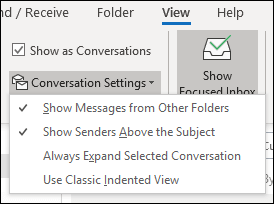 nd / Receive Folder View
Show as Conversations
Conversation Settings
Show
Focused Inbox
Show Messages from Other Folders
Show Senders Above the Subject
Always Expand Selected Conversation
Use Classic Indented View